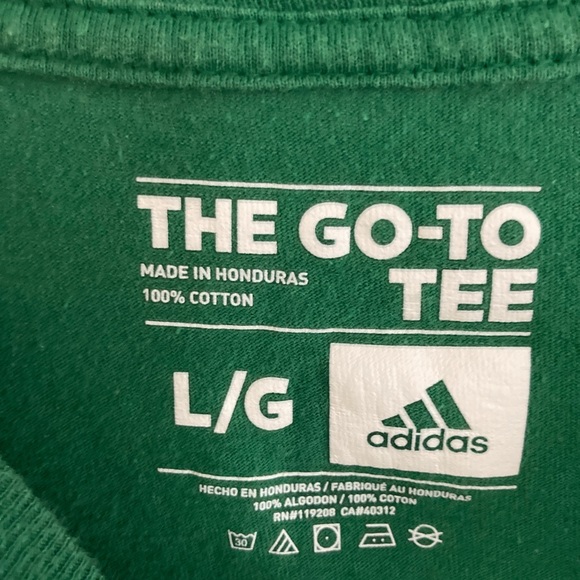 THE GO-TO
MADE IN HONDURAS
TEE
100% COTTON
L/G
adidas
HECHO EN HONDURAS / FABRIQUÉ AU HONDURAS
100% ALGODON / 100% COTON
RN#119208 CA#40312
30